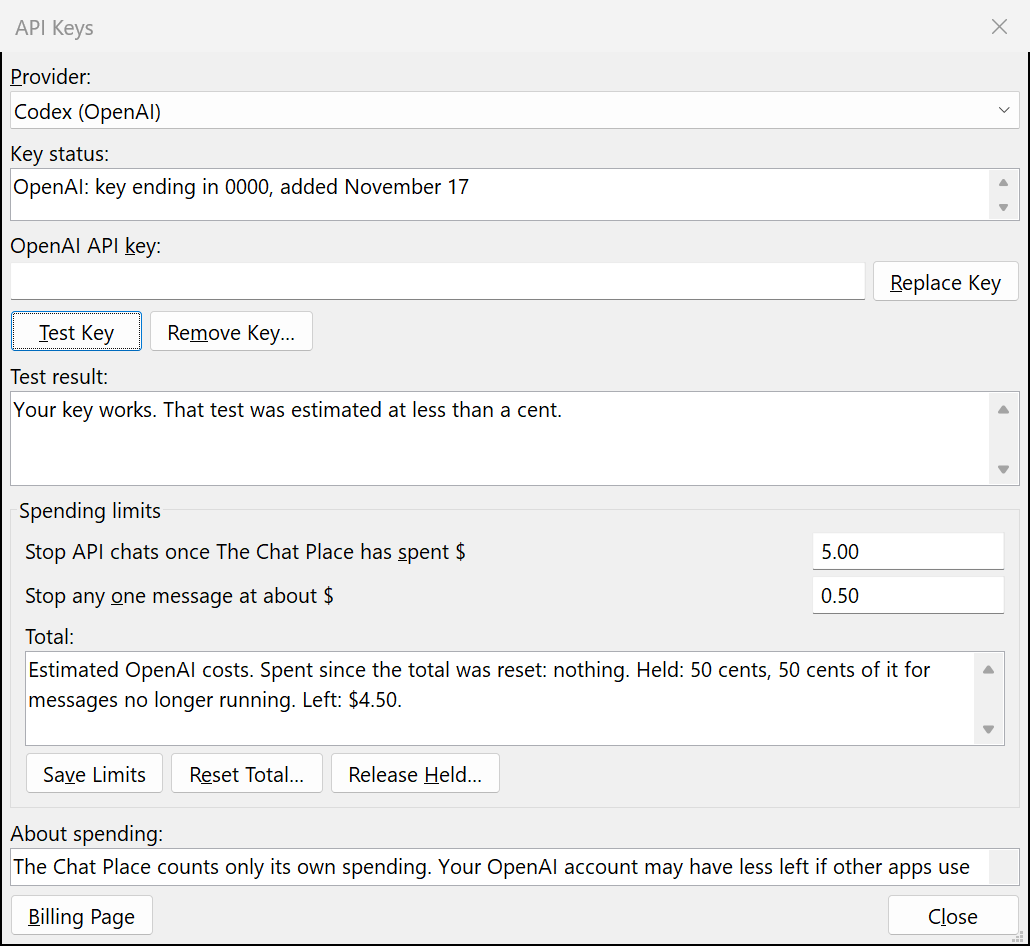 API Keys
Provider:
Codex (OpenAI)
Key status:
OpenAI: key ending in 0000, added November 17
OpenAI API key:
Replace Key
Test Key
Remove Key...
Test result:
Your key works. That test was estimated at less than a cent.
Spending limits
Stop API chats once The Chat Place has spent $
5.00
Stop any one message at about $
0.50
Total:
Estimated OpenAI costs. Spent since the total was reset: nothing. Held: 50 cents, 50 cents of it for
messages no longer running. Left: $4.50.
Save Limits
Reset Total...
Release Held...
About spending:
The Chat Place counts only its own spending. Your OpenAI account may have less left if other apps use
Billing Page
Close